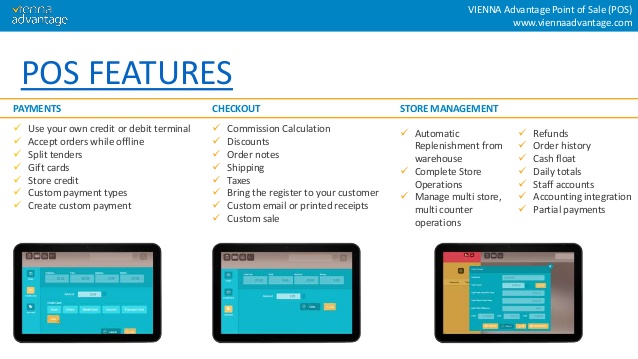 vienna
advantage
VIENNA Advantage Point of Sale (POS)
www.viennaadvantage.com
POS FEATURES
PAYMENTS
Use your own credit or debit terminal
Accept orders while offline
Split tenders
Gift cards
Store credit
Custom payment types
Create custom payment
CHECKOUT
Commission Calculation
Discounts
Order notes
Shipping
Taxes
Bring the register to your customer
Custom email or printed receipts
Custom sale
STORE MANAGEMENT
Automatic
Replenishment from
warehouse
Complete Store
Operations
Manage multi store,
multi counter
operations
Refunds
Order history
Cash float
Daily totals
Staff accounts
Accounting integration
Partial payments